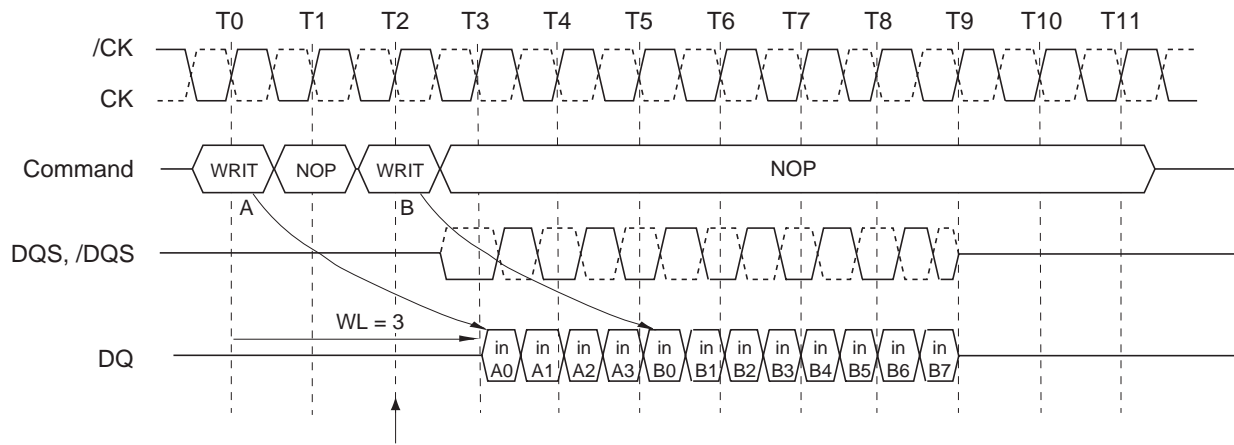 T0 T1 T2 T3 T4 T5 T6 T7 T8 T9 T10 T11
/CK
CK
Command WRIT NOP WRIT NOP
A B
DQS, /DQS
WL = 3
DQ in in in in in in in in in in in in
A0 A1 A2 A3 B0 B1 B2 B3 B4 B5 B6 B7